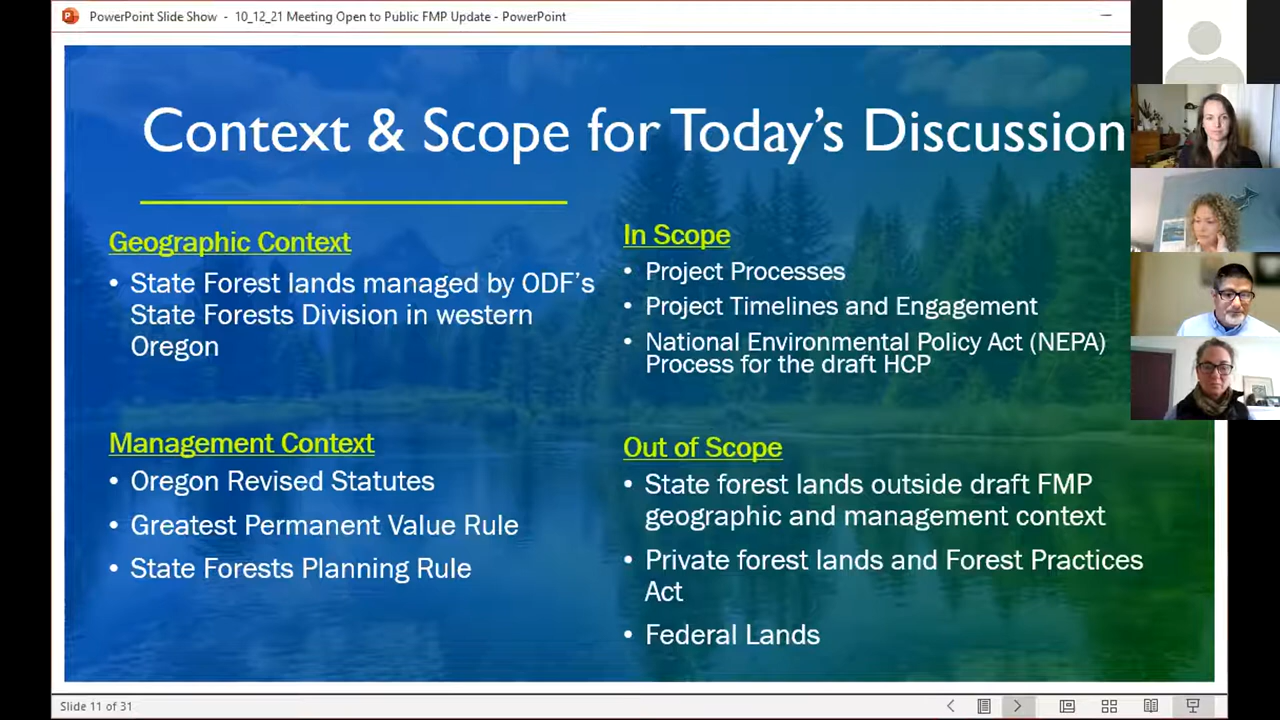 PowerPoint Slide Show - 10_12_21 Meeting Open to Public FMP Update - PowerPoint
Context & Scope for Today's Discussion
Geographic Context
• State Forest lands managed by ODF's
State Forests Division in western
Oregon
Management Context
• Oregon Revised Statutes
• Greatest Permanent Value Rule
• State Forests Planning Rule
In Scope
• Project Processes
• Project Timelines and Engagement
• National Environmental Policy Act (NEPA)
Process for the draft HCP
Out of Scope
• State forest lands outside draft FMP
geographic and management context
• Private forest lands and Forest Practices
Act
• Federal Lands
Slide 11 of 31